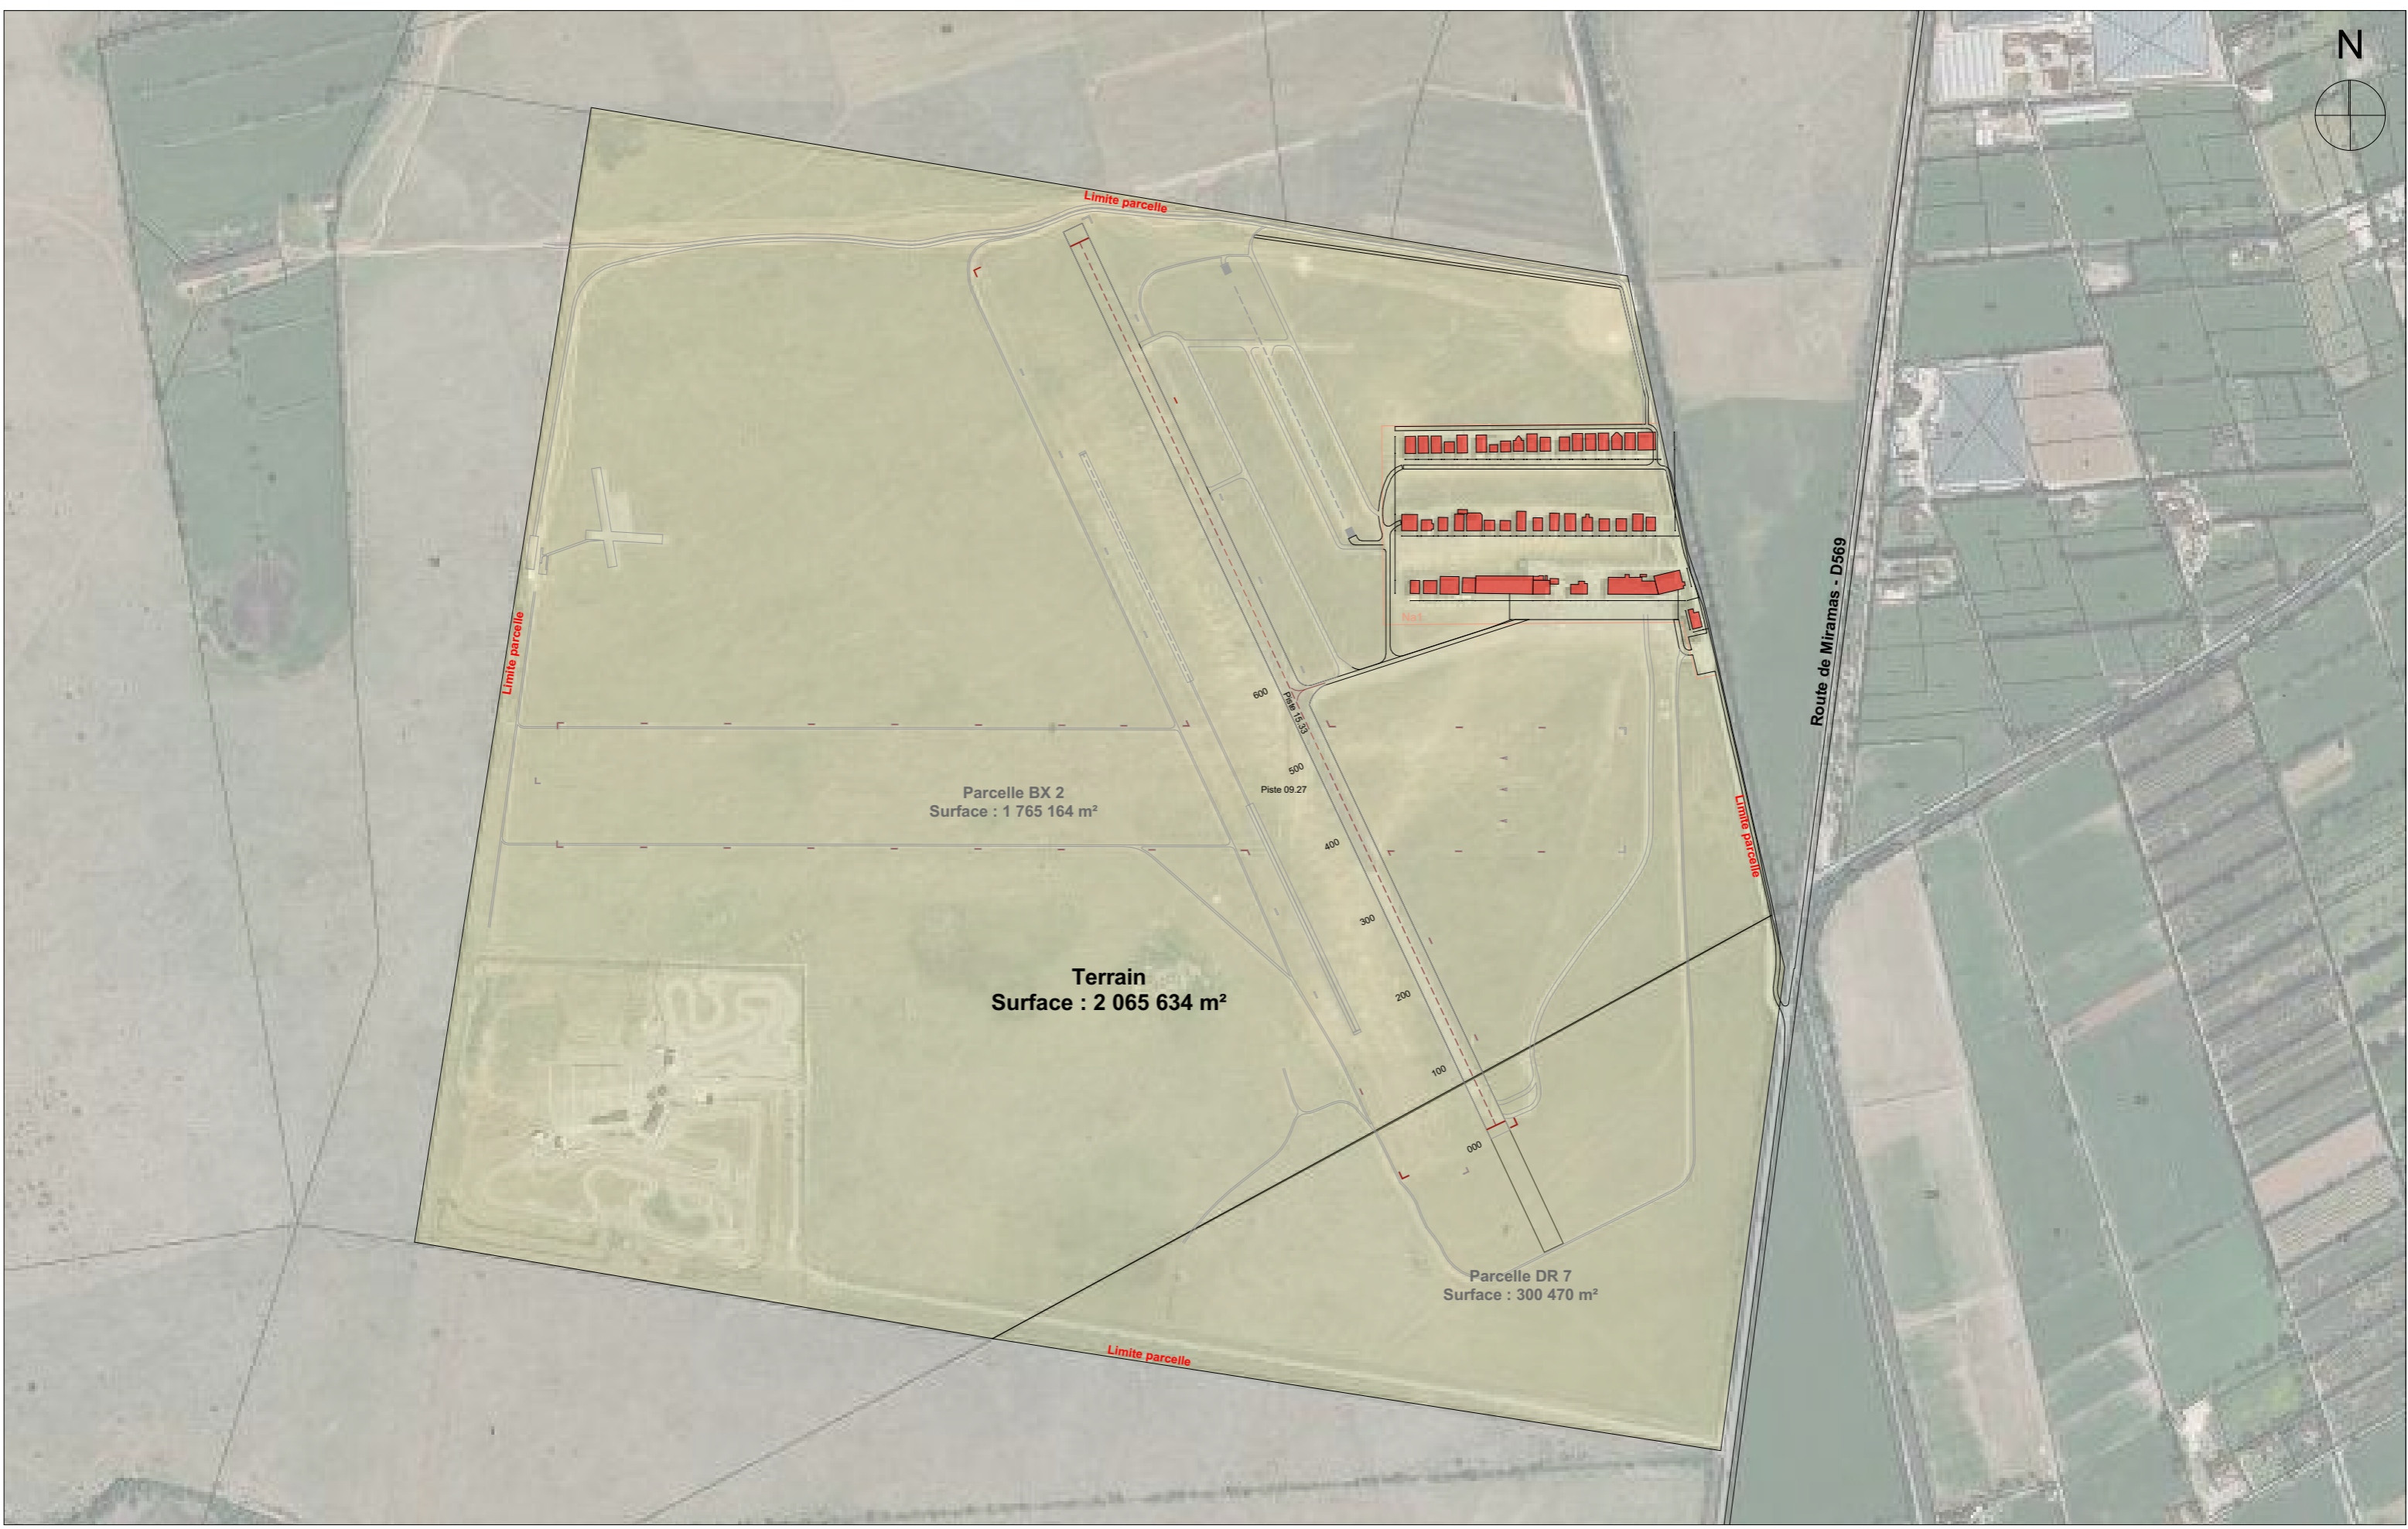 N
Limite parcelle
Route de Miramas - D569
Limite parcelle
Not
600
Piste 15.33
500
Piste 09.27
Parcelle BX 2
Surface : 1 765 164 m²
400
Limite parcelle
300
Terrain
Surface : 2 065 634 m²
200
100
000
Parcelle DR 7
Surface : 300 470 m²
Limite parcelle